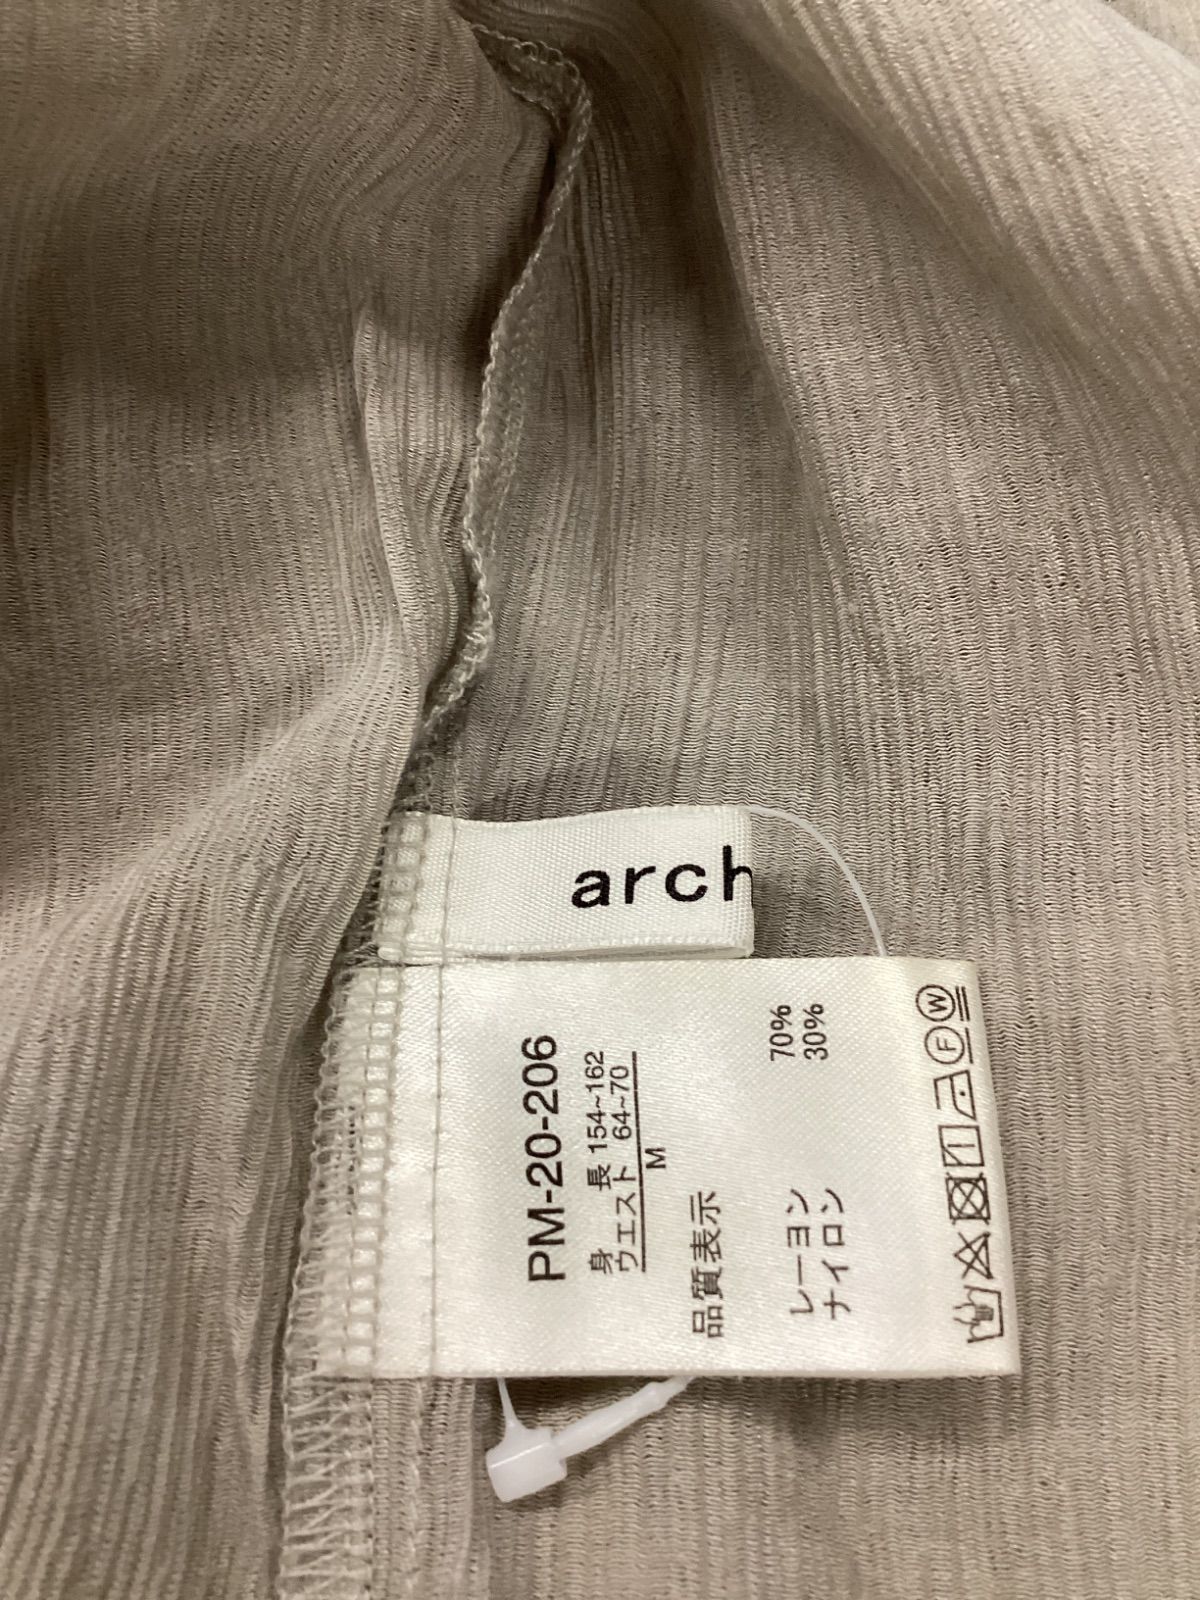 arch
PM-20-206
身　長 154~162
ウエスト 64~70
M
品質表示
レーヨン 70%
ナイロン 30%
F W